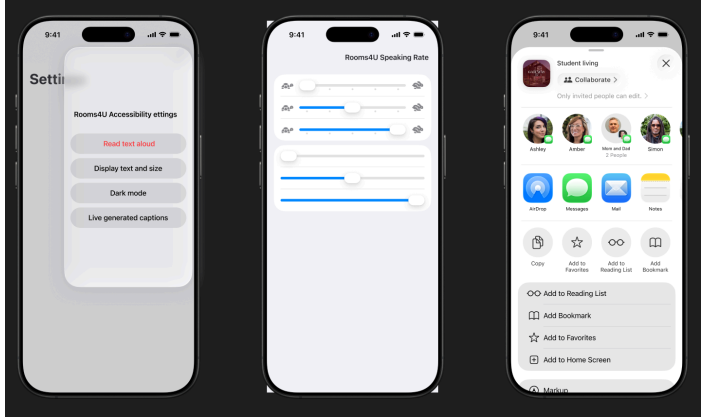 9:41
Settin
Rooms4U Accessibility ettings
Read text aloud
Display text and size
Dark mode
Live generated captions
9:41
Rooms4U Speaking Rate
9:41
Student living
Collaborate >
Only invited people can edit. >
Ashley
Amber
Mom and Dad
2 People
Simon
AirDrop
Messages
Mail
Notes
Copy
Add to
Favorites
Add to
Reading List
Add
Bookmark
Add to Reading List
Add Bookmark
Add to Favorites
Add to Home Screen
Markup